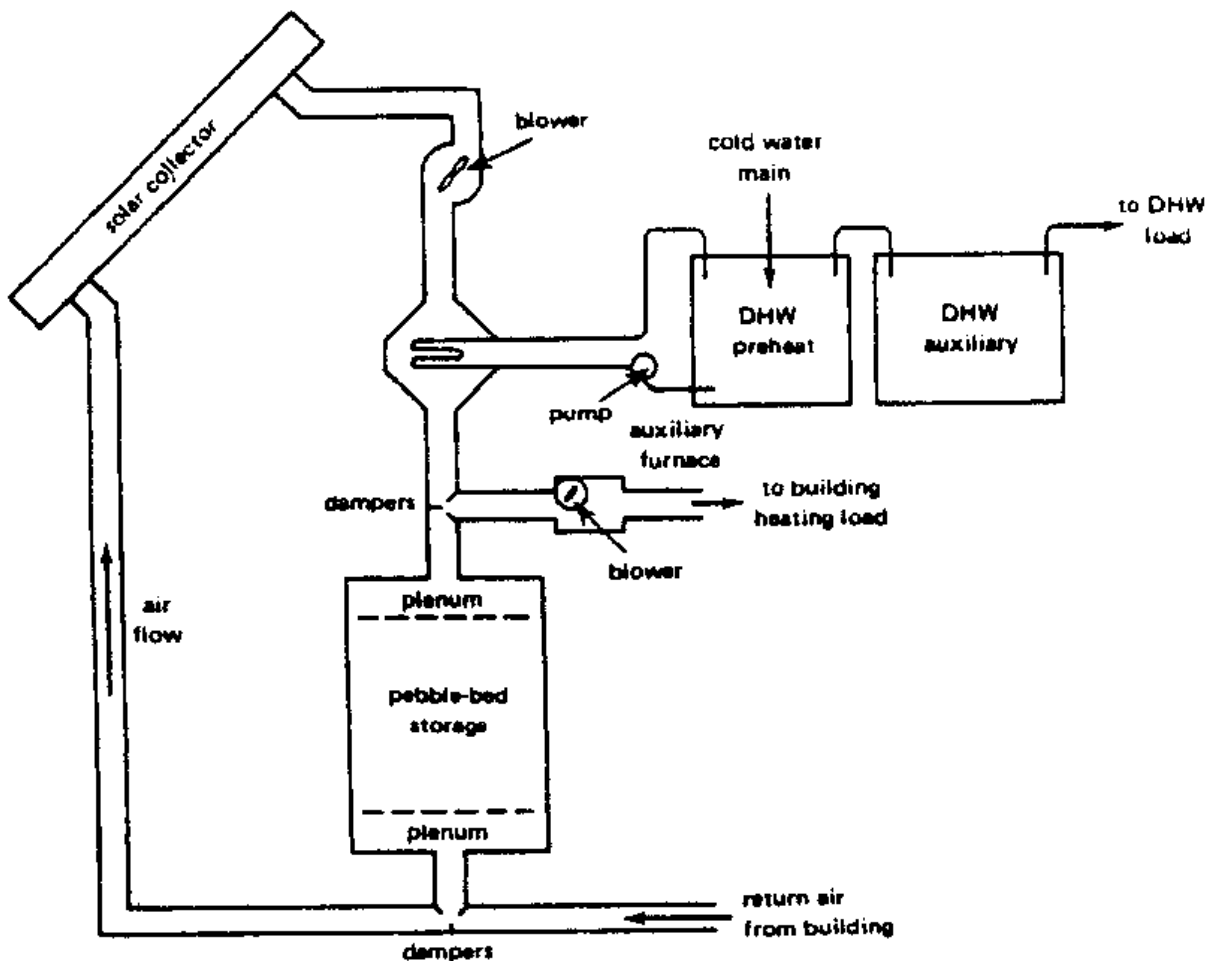 solar collector
blower
cold water
main
to DHW
load
DHW
preheat
DHW
auxiliary
pump
auxiliary
furnace
dampers
to building
heating load
blower
plenum
air
flow
pebble-bed
storage
plenum
return air
from building
dampers